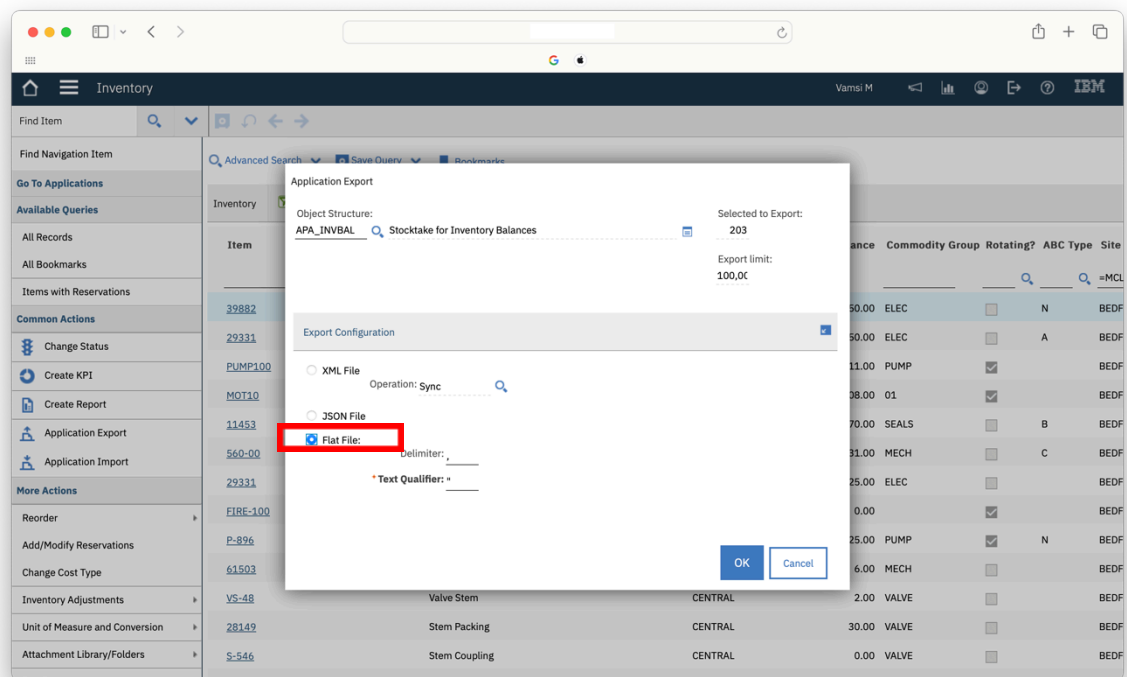 Inventory
Vamsi M
IBM
Find Item
Find Navigation Item
Advanced Search
Save Query
Bookmarks
Go To Applications
Available Queries
All Records
All Bookmarks
Items with Reservations
Common Actions
Change Status
Create KPI
Create Report
Application Export
Application Import
More Actions
Reorder
Add/Modify Reservations
Change Cost Type
Inventory Adjustments
Unit of Measure and Conversion
Attachment Library/Folders
Inventory
Application Export
Object Structure:
APA_INVBAL Stocktake for Inventory Balances
Selected to Export:
203
Export limit:
100,00
Export Configuration
XML File
Operation: Sync
JSON File
Flat File:
Delimiter: ,
* Text Qualifier: "
OK Cancel
Item ance Commodity Group Rotating? ABC Type Site
=MCL
39882 50.00 ELEC N BEDF
29331 50.00 ELEC A BEDF
PUMP100 11.00 PUMP BEDF
MOT10 08.00 01 BEDF
11453 70.00 SEALS B BEDF
560-00 31.00 MECH C BEDF
29331 25.00 ELEC BEDF
FIRE-100 0.00 BEDF
P-896 25.00 PUMP N BEDF
61503 6.00 MECH BEDF
VS-48 Valve Stem CENTRAL 2.00 VALVE BEDF
28149 Stem Packing CENTRAL 30.00 VALVE BEDF
S-546 Stem Coupling CENTRAL 0.00 VALVE BEDF